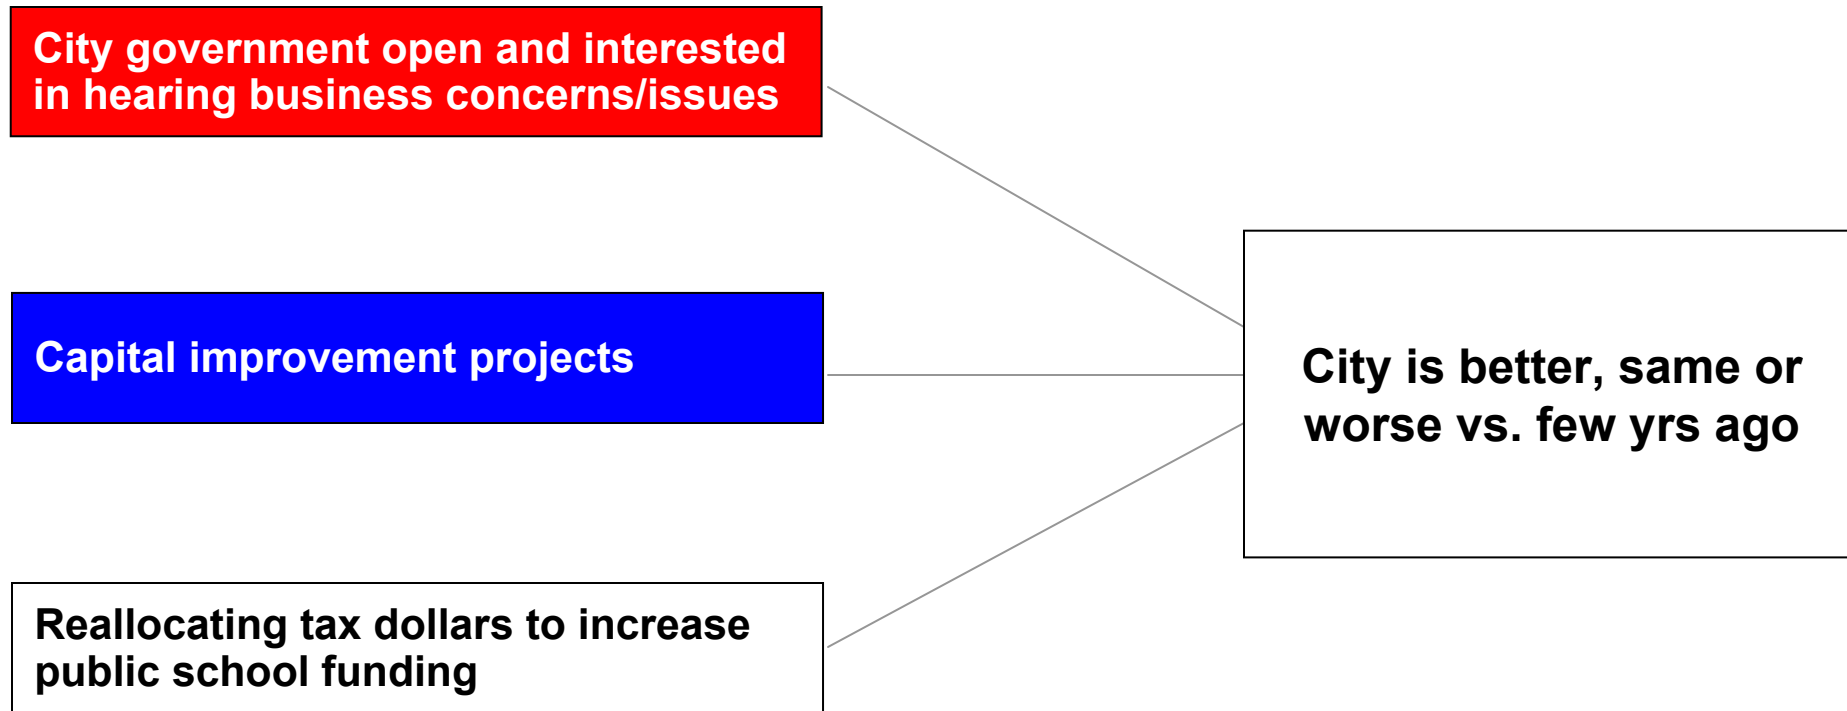 City government open and interested
in hearing business concerns/issues
Capital improvement projects
City is better, same or
worse vs. few yrs ago
Reallocating tax dollars to increase
public school funding